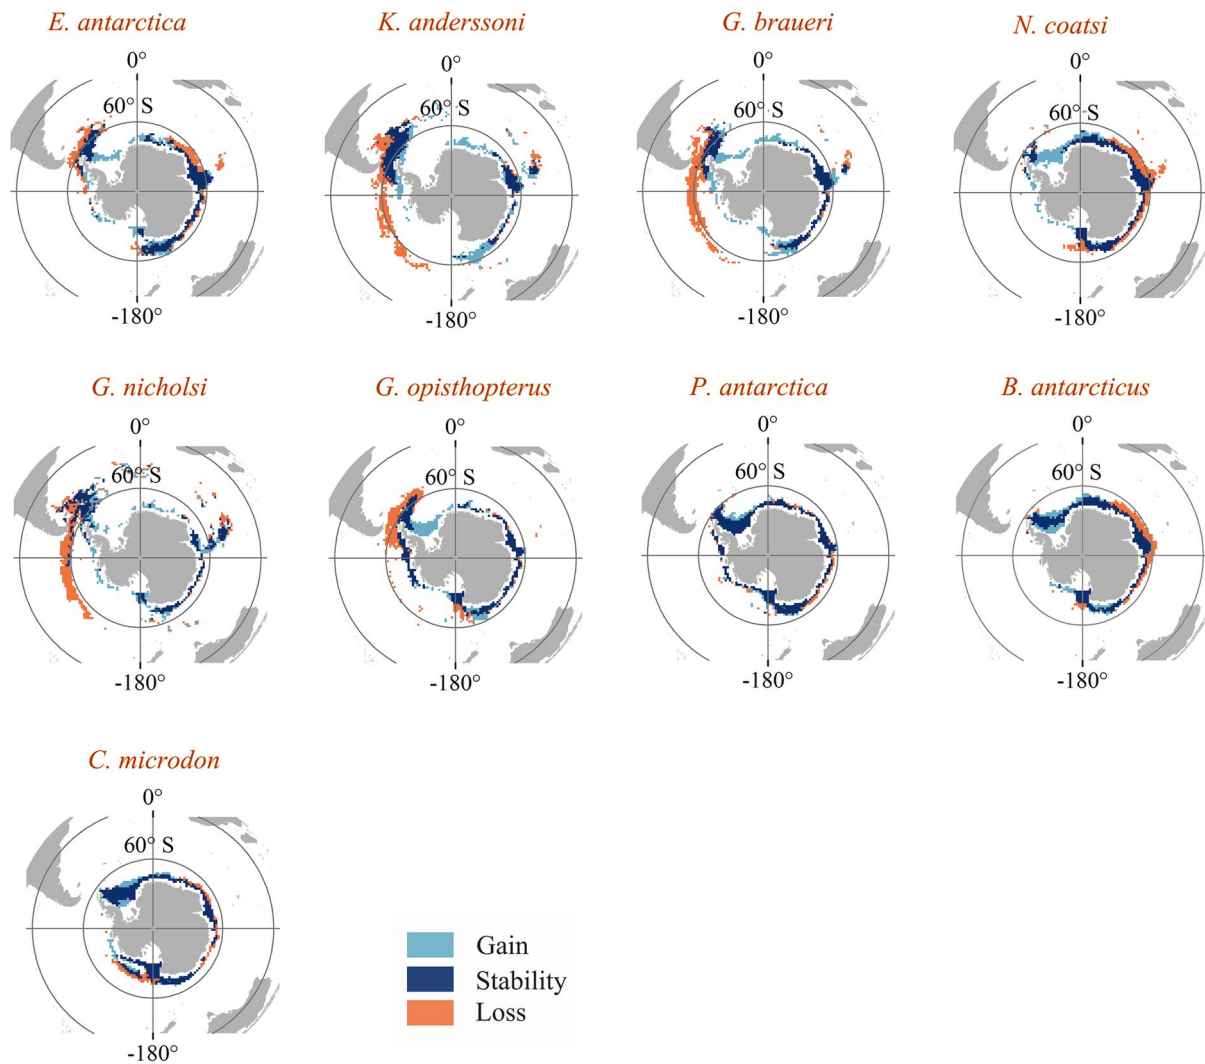 E. antarctica
K. anderssoni
G. braueri
N. coatsi
0°
0°
0°
0°
60° S
60° S
60° S
60° S
-180°
-180°
-180°
-180°
G. nicholsi
G. opisthopterus
P. antarctica
B. antarcticus
0°
0°
0°
0°
60° S
60° S
60° S
60° S
-180°
-180°
-180°
-180°
C. microdon
0°
60° S
-180°
Gain
Stability
Loss